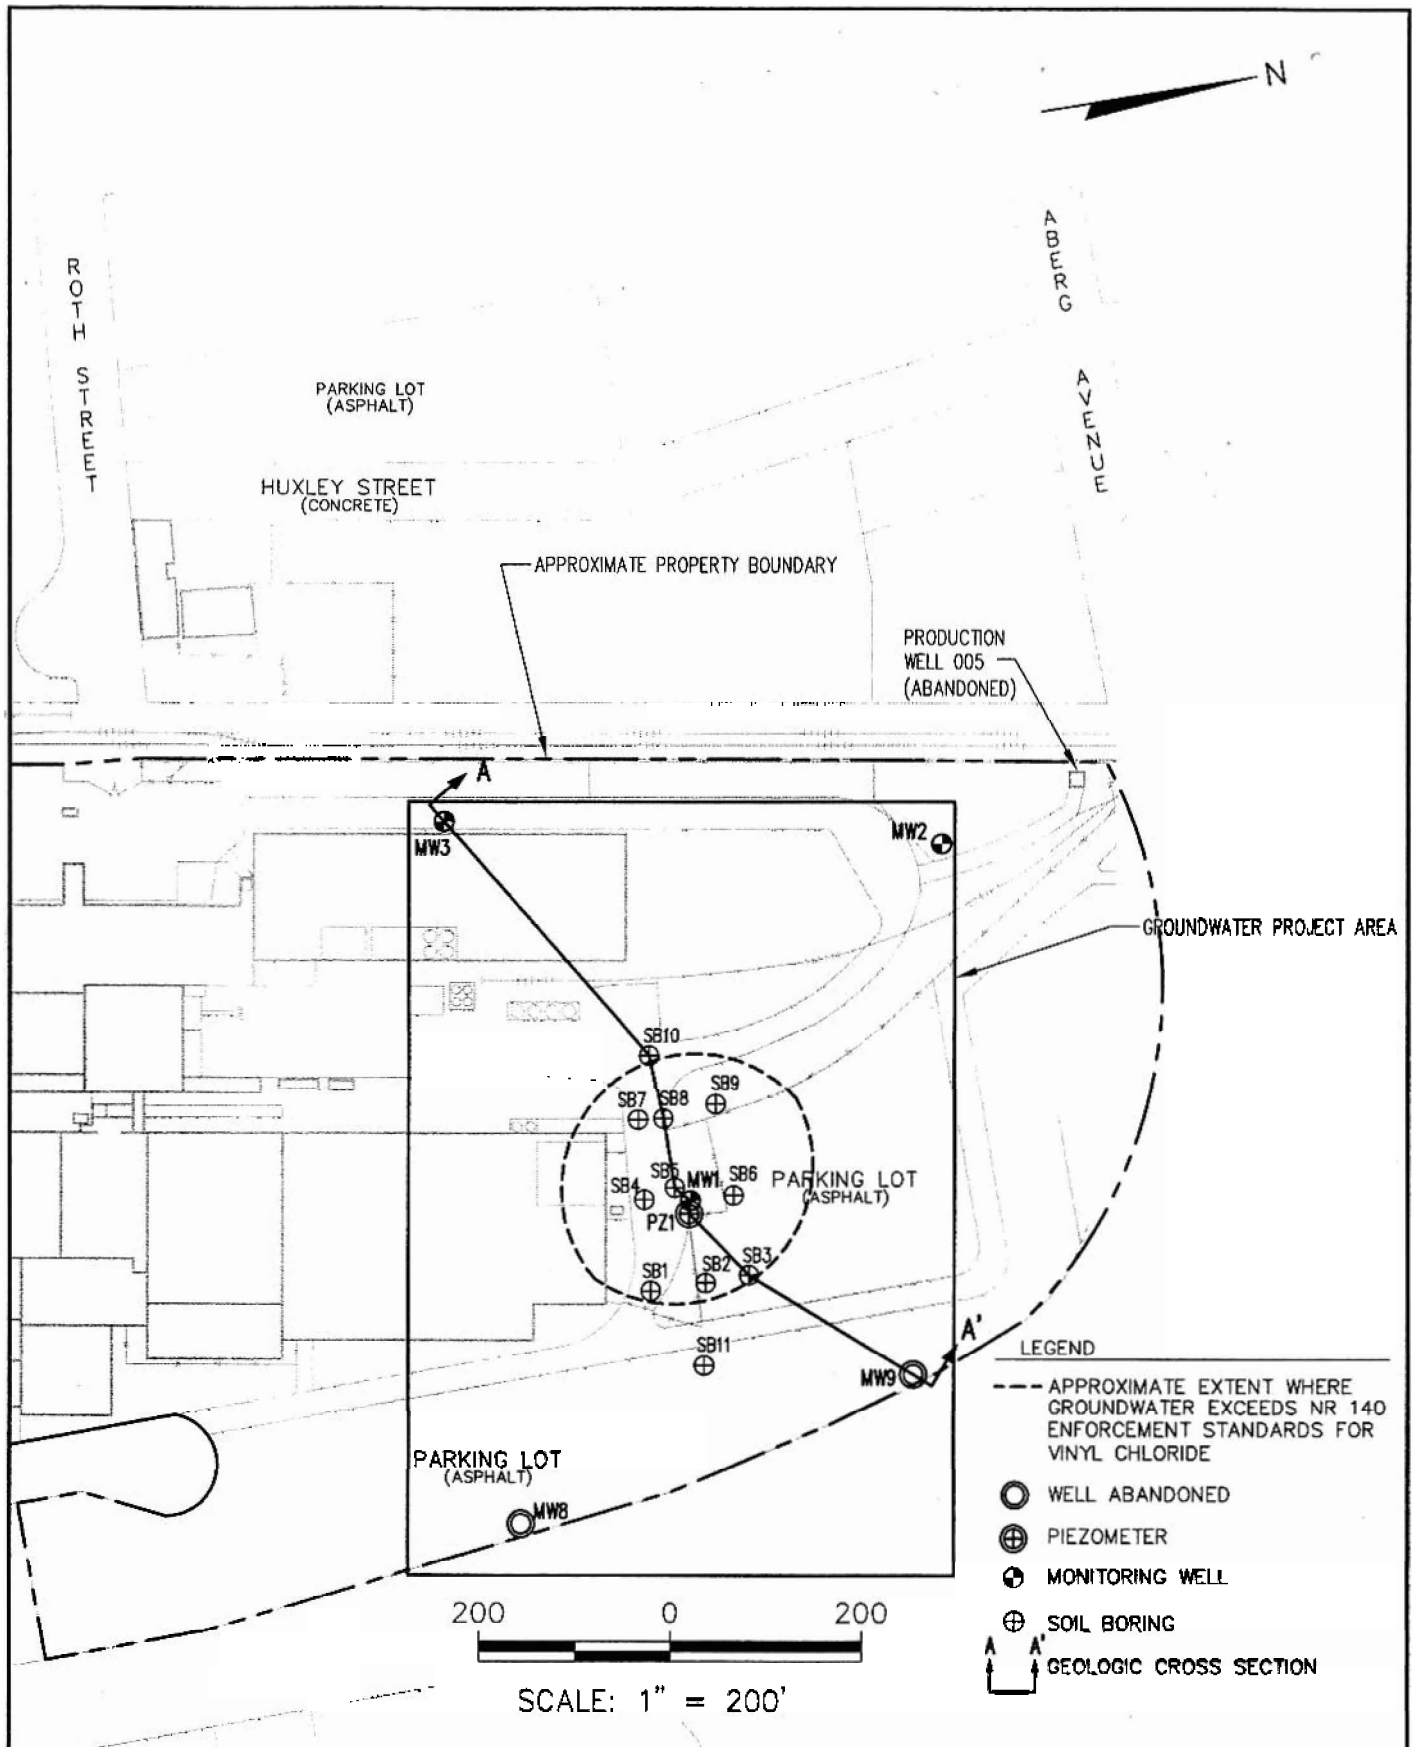 N
ROTH STREET
ABERG AVENUE
PARKING LOT
(ASPHALT)
HUXLEY STREET
(CONCRETE)
APPROXIMATE PROPERTY BOUNDARY
PRODUCTION
WELL 005
(ABANDONED)
A
MW3
MW2
GROUNDWATER PROJECT AREA
SB10
SB9
SB7
SB8
SB5
MW1
SB6
SB4
PZ1
PARKING LOT
(ASPHALT)
SB3
SB1
SB2
SB11
A'
MW9
PARKING LOT
(ASPHALT)
MW8
LEGEND
APPROXIMATE EXTENT WHERE
GROUNDWATER EXCEEDS NR 140
ENFORCEMENT STANDARDS FOR
VINYL CHLORIDE
WELL ABANDONED
PIEZOMETER
MONITORING WELL
SOIL BORING
A A'
GEOLOGIC CROSS SECTION
200 0 200
SCALE: 1" = 200'